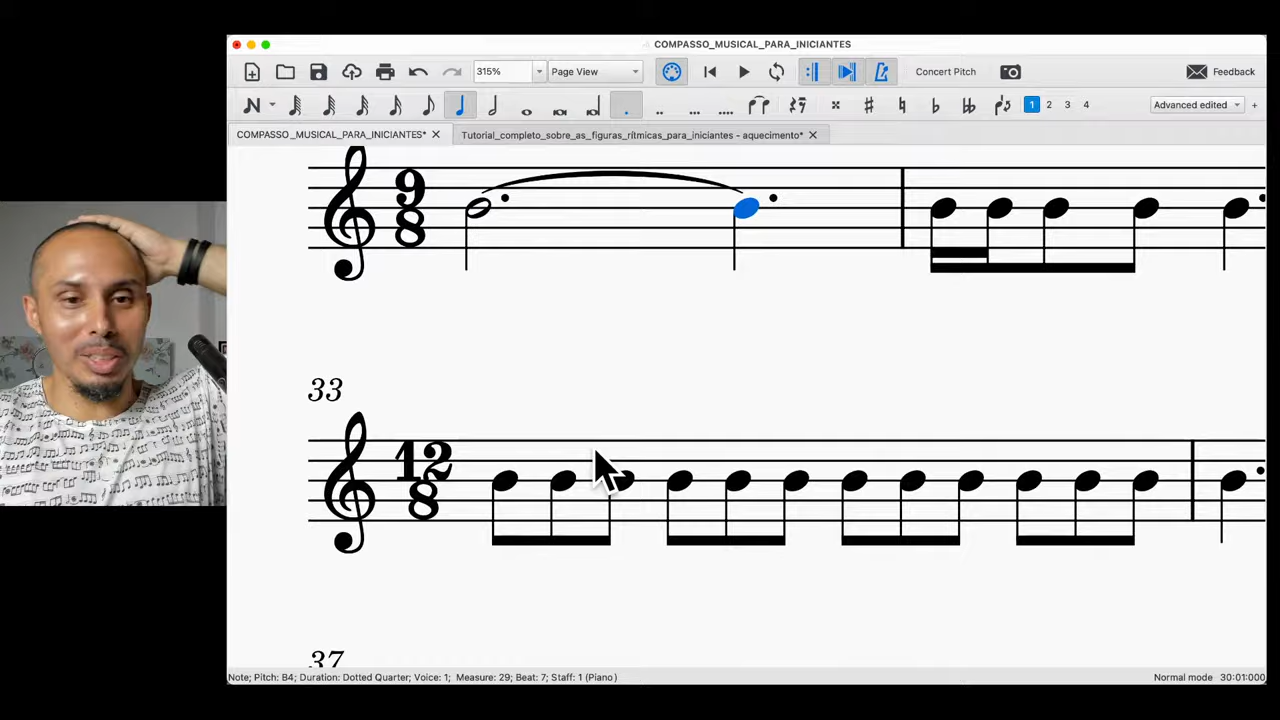 COMPASSO_MUSICAL_PARA_INICIANTES
315%
Page View
Concert Pitch
Feedback
1 2 3 4
Advanced edited
+
COMPASSO_MUSICAL_PARA_INICIANTES*
Tutorial_completo_sobre_as_figuras_rítmicas_para_iniciantes - aquecimento*
9
8
33
12
8
37
Note; Pitch: B4; Duration: Dotted Quarter; Voice: 1; Measure: 29; Beat: 7; Staff: 1 (Piano)
Normal mode
30:01:000